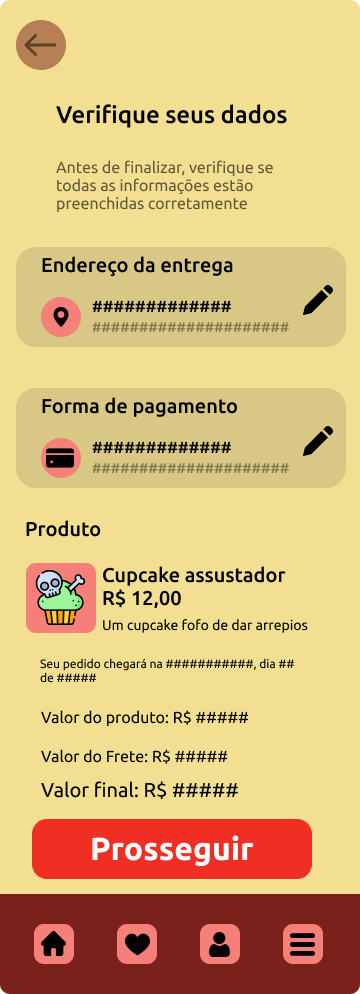 Verifique seus dados
Antes de finalizar, verifique se
todas as informações estão
preenchidas corretamente
Endereço da entrega
#############
#####################
Forma de pagamento
#############
#####################
Produto
Cupcake assustador
R$ 12,00
Um cupcake fofo de dar arrepios
Seu pedido chegará na ###########, dia ##
de #####
Valor do produto: R$ #####
Valor do Frete: R$ #####
Valor final: R$ #####
Prosseguir